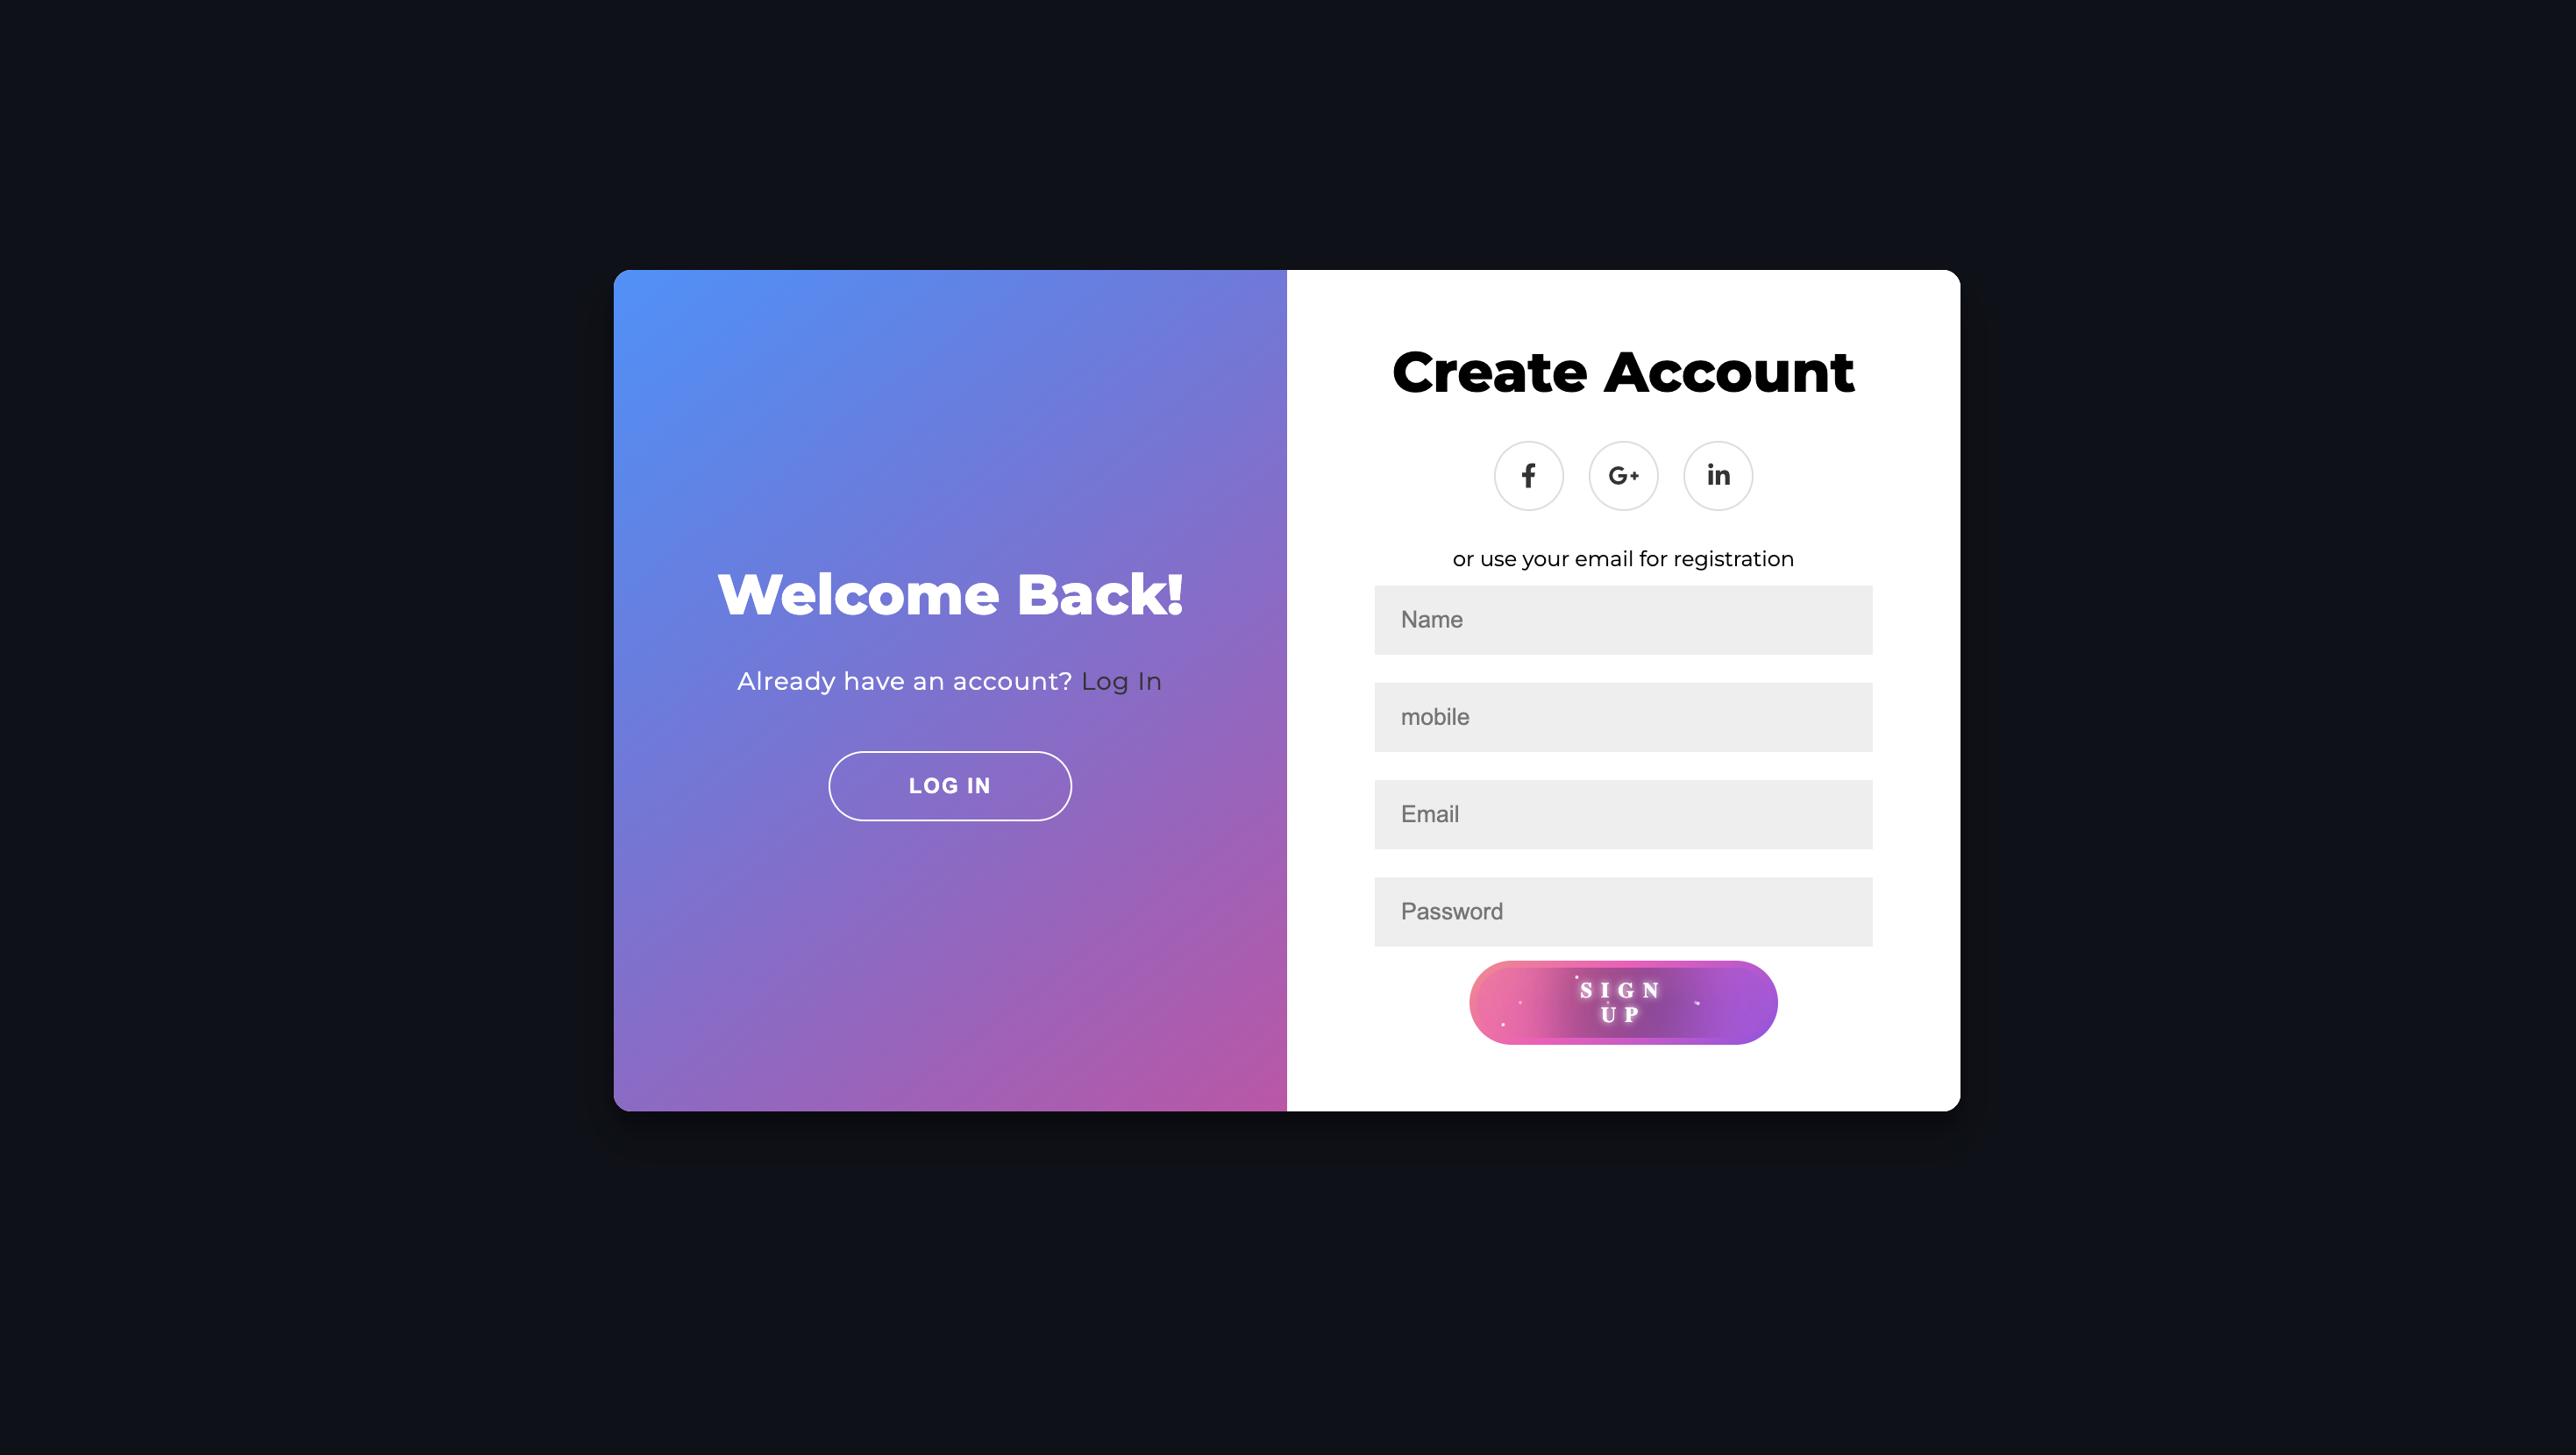 Welcome Back!
Already have an account? Log In
LOG IN
Create Account
G+
in
or use your email for registration
Name
mobile
Email
Password
SIGN
UP